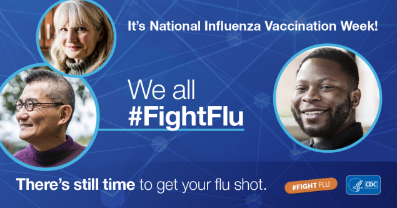 It's National Influenza Vaccination Week!
We all
#FightFlu
There's still time to get your flu shot.
#FIGHT FLU
CDC